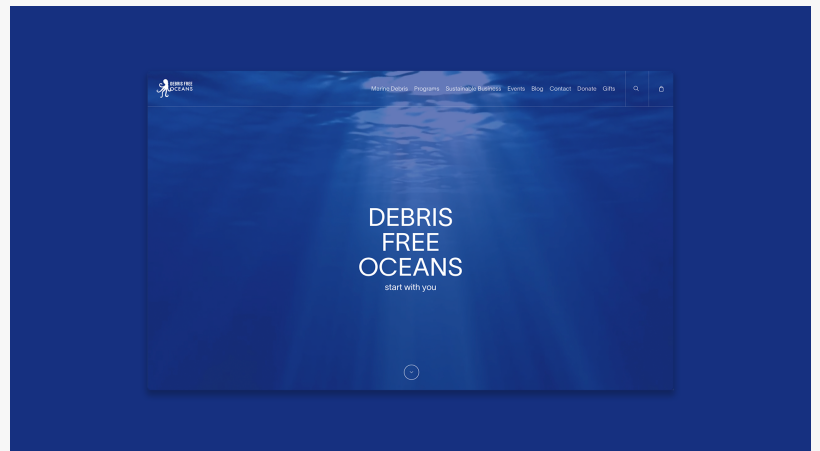 DEBRIS FREE
OCEANS
Marine Debris Programs Sustainable Business Events Blog Contact Donate Gifts
DEBRIS
FREE
OCEANS
start with you